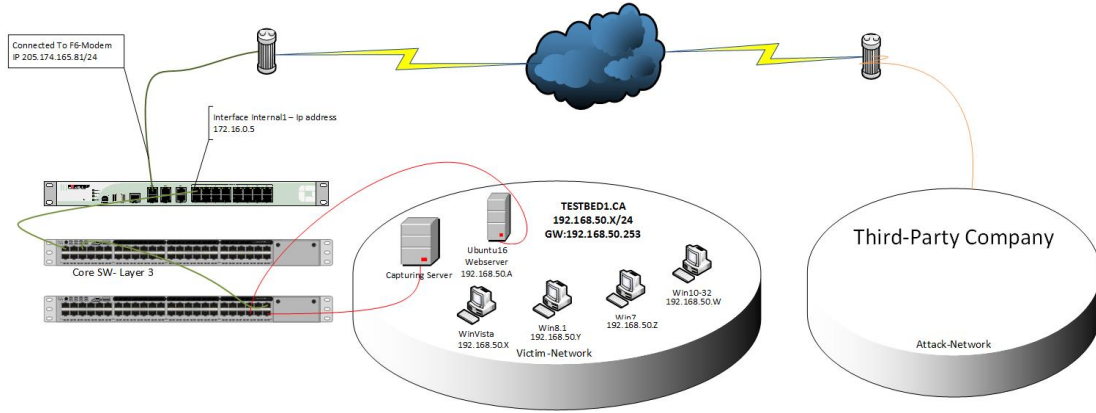 Connected To F6-Modem
IP 205.174.165.81/24
Interface Internal1 – Ip address
172.16.0.5
Core SW- Layer 3
Capturing Server
Ubuntu16
Webserver
192.168.50.A
TESTBED1.CA
192.168.50.X/24
GW:192.168.50.253
WinVista
192.168.50.X
Win8.1
192.168.50.Y
Win7
192.168.50.Z
Win10-32
192.168.50.W
Victim-Network
Third-Party Company
Attack-Network